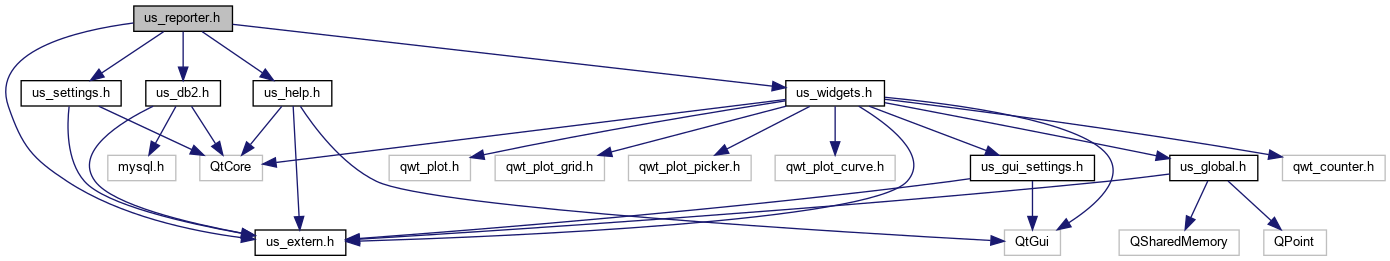 us_reporter.h
us_settings.h
us_db2.h
us_help.h
us_widgets.h
mysql.h
QtCore
qwt_plot.h
qwt_plot_grid.h
qwt_plot_picker.h
qwt_plot_curve.h
us_gui_settings.h
us_global.h
qwt_counter.h
us_extern.h
QtGui
QSharedMemory
QPoint